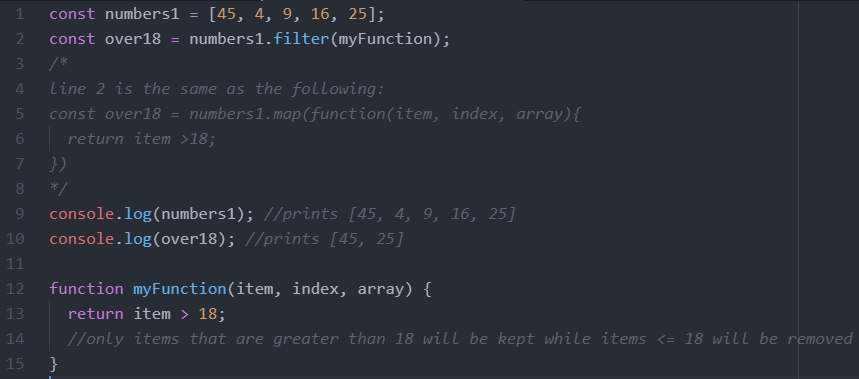 1 const numbers1 = [45, 4, 9, 16, 25];
2 const over18 = numbers1.filter(myFunction);
3 /*
4 line 2 is the same as the following:
5 const over18 = numbers1.map(function(item, index, array){
6   return item >18;
7 })
8 */
9 console.log(numbers1); //prints [45, 4, 9, 16, 25]
10 console.log(over18); //prints [45, 25]
11
12 function myFunction(item, index, array) {
13   return item > 18;
14   //only items that are greater than 18 will be kept while items <= 18 will be removed
15 }